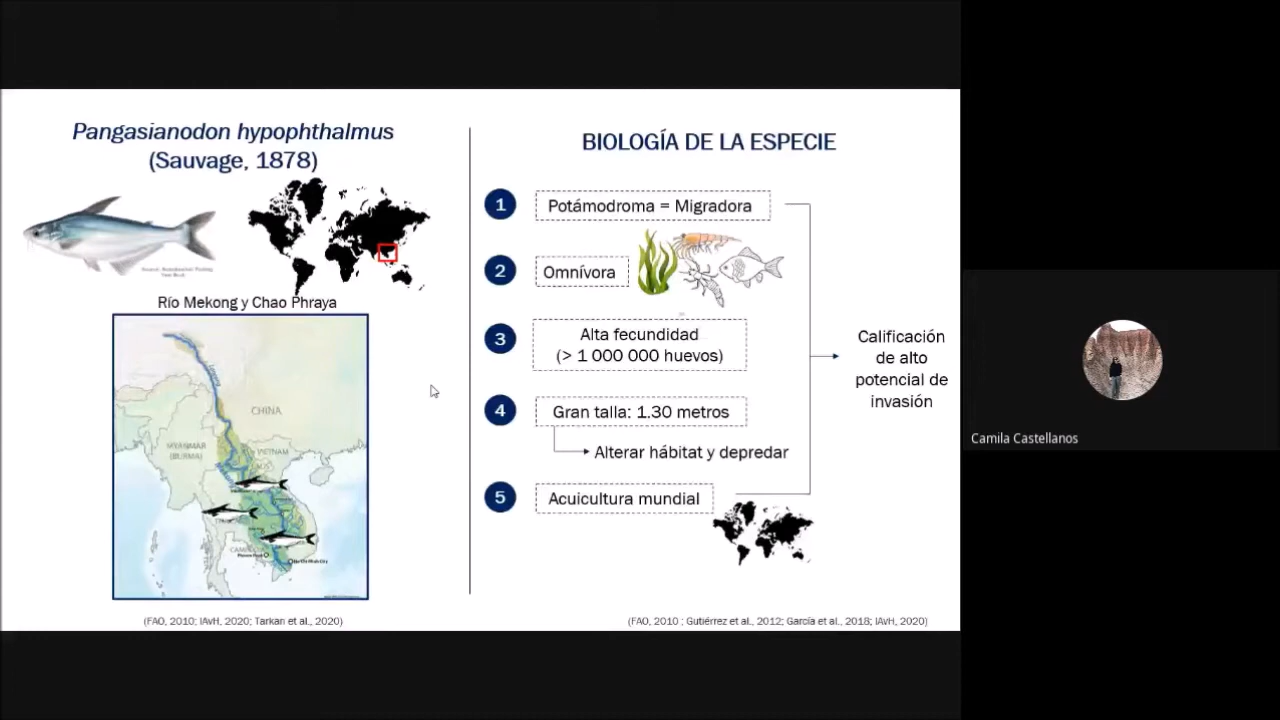 Pangasianodon hypophthalmus
(Sauvage, 1878)
Río Mekong y Chao Phraya
CHINA
MYANMAR
(BURMA)
VIETNAM
(FAO, 2010; IAvH, 2020; Tarkan et al., 2020)
BIOLOGÍA DE LA ESPECIE
1
Potámodroma = Migradora
2
Omnívora
3
Alta fecundidad
(> 1 000 000 huevos)
4
Gran talla: 1.30 metros
Alterar hábitat y depredar
5
Acuicultura mundial
Calificación
de alto
potencial de
invasión
(FAO, 2010 ; Gutiérrez et al., 2012; García et al., 2018; IAvH, 2020)
Camila Castellanos